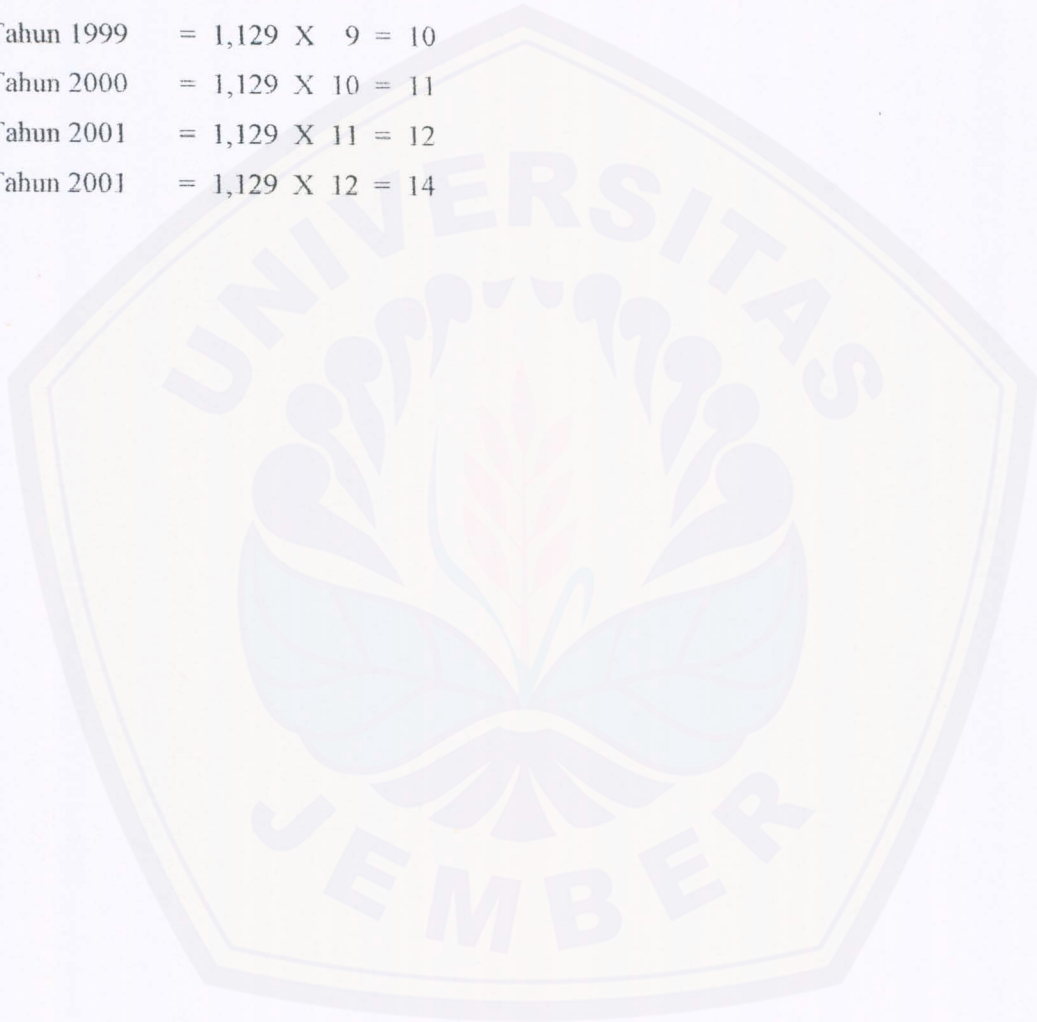 Tahun 1999 = 1,129 X 9 = 10
Tahun 2000 = 1,129 X 10 = 11
Tahun 2001 = 1,129 X 11 = 12
Tahun 2001 = 1,129 X 12 = 14
UNIVERSITAS
JEMBER